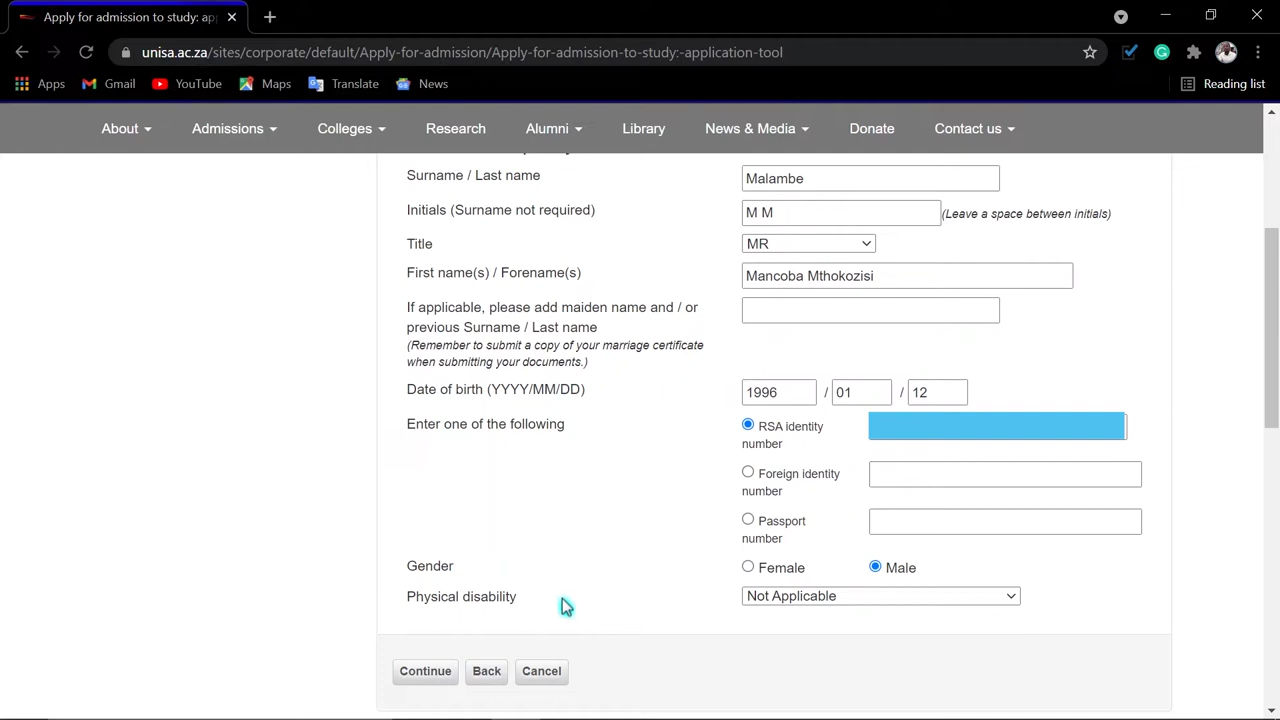 Apply for admission to study: ap
unisa.ac.za/sites/corporate/default/Apply-for-admission/Apply-for-admission-to-study:-application-tool
Apps Gmail YouTube Maps Translate News Reading list
About Admissions Colleges Research Alumni Library News & Media Donate Contact us
Surname / Last name Malambe
Initials (Surname not required) M M (Leave a space between initials)
Title MR
First name(s) / Forename(s) Mancoba Mthokozisi
If applicable, please add maiden name and / or
previous Surname / Last name
(Remember to submit a copy of your marriage certificate
when submitting your documents.)
Date of birth (YYYY/MM/DD) 1996 / 01 / 12
Enter one of the following RSA identity
number
Foreign identity
number
Passport
number
Gender Female Male
Physical disability Not Applicable
Continue Back Cancel